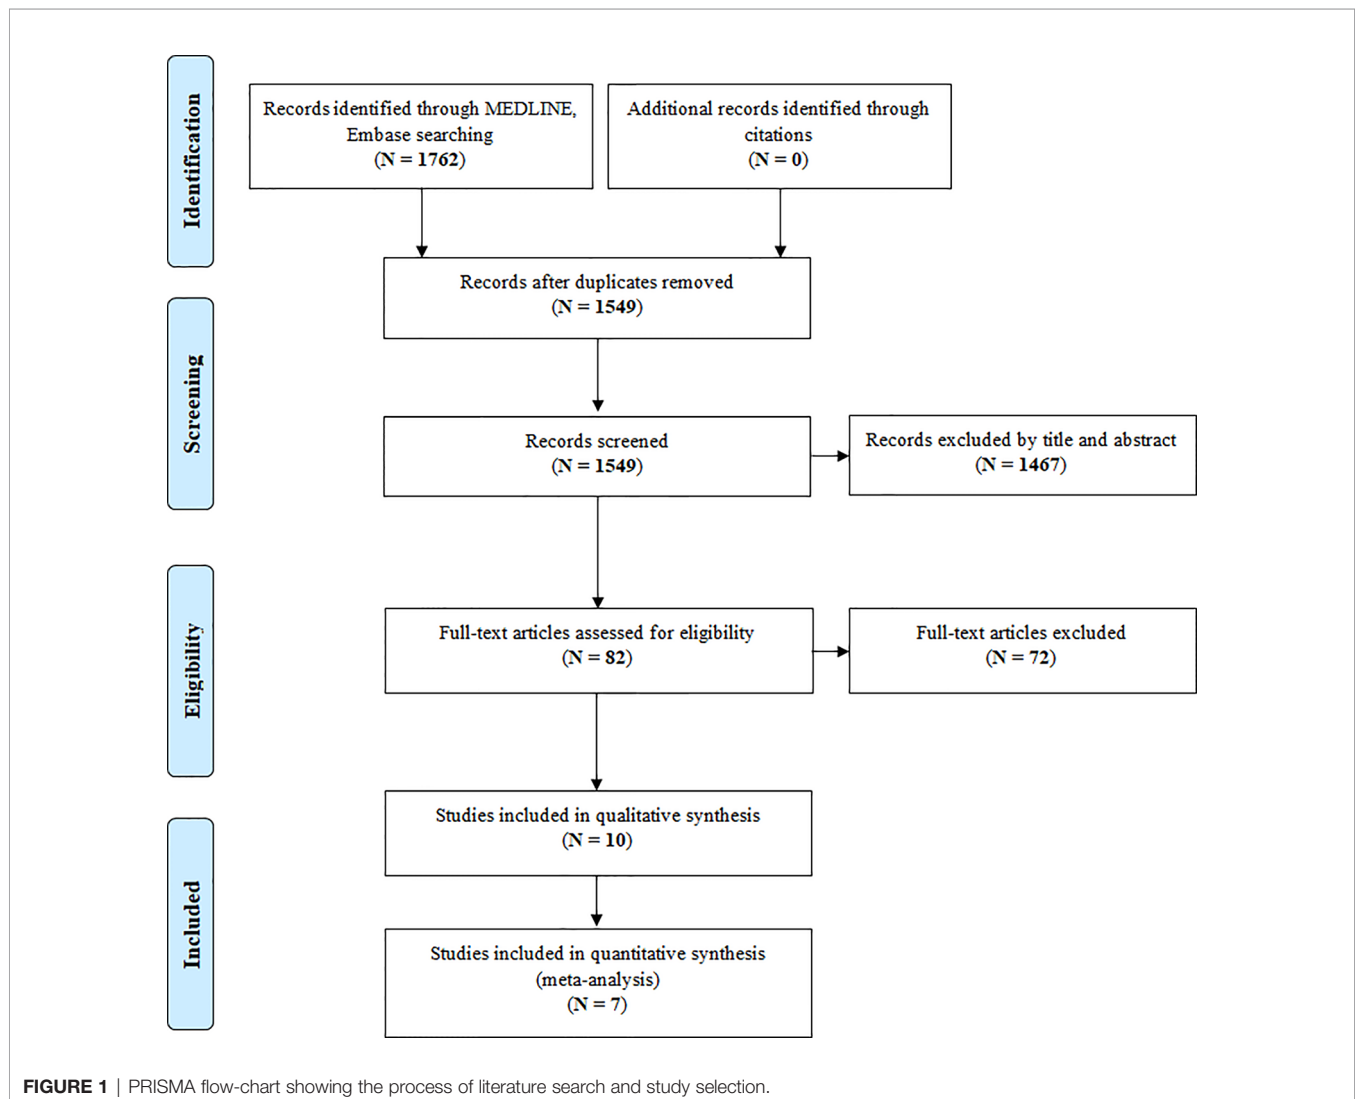 Identification
Records identified through MEDLINE,
Embase searching
(N = 1762)
Additional records identified through
citations
(N = 0)
Records after duplicates removed
(N = 1549)
Screening
Records screened
(N = 1549)
Records excluded by title and abstract
(N = 1467)
Eligibility
Full-text articles assessed for eligibility
(N = 82)
Full-text articles excluded
(N = 72)
Included
Studies included in qualitative synthesis
(N = 10)
Studies included in quantitative synthesis
(meta-analysis)
(N = 7)
FIGURE 1 | PRISMA flow-chart showing the process of literature search and study selection.